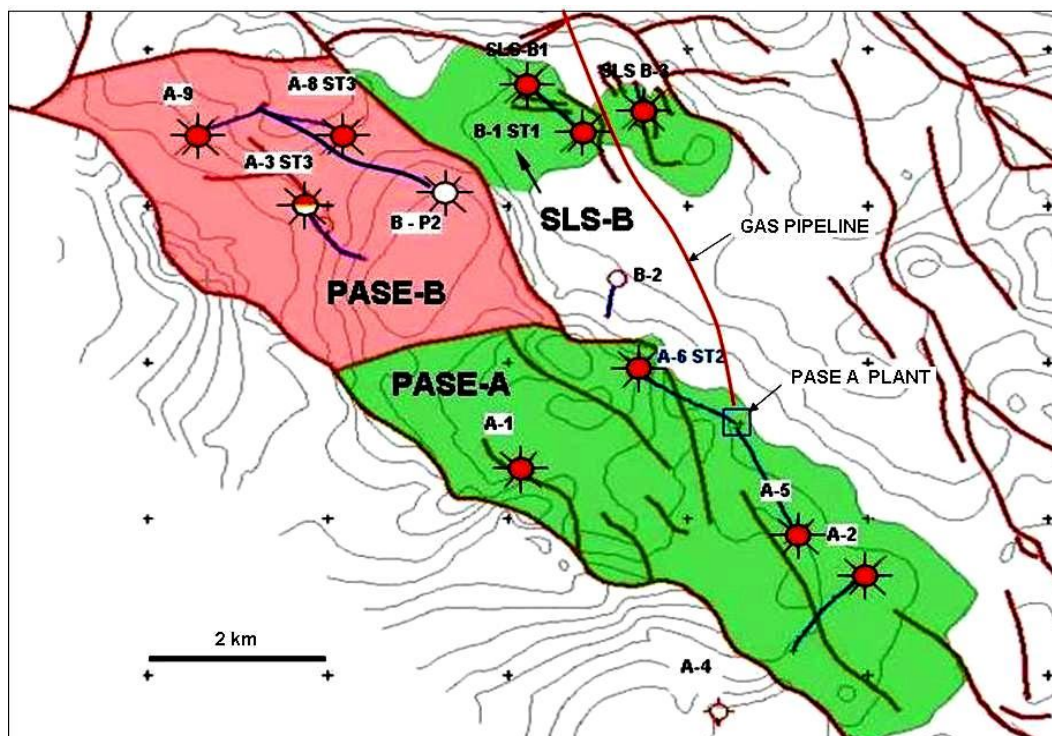 SLS-B1
A-8 ST3
SLS B-3
A-9
B-1 ST1
A-3 ST3
B - P2
SLS-B
GAS PIPELINE
B-2
PASE-B
A-6 ST2
PASE A PLANT
PASE-A
A-1
A-5
A-2
2 km
A-4